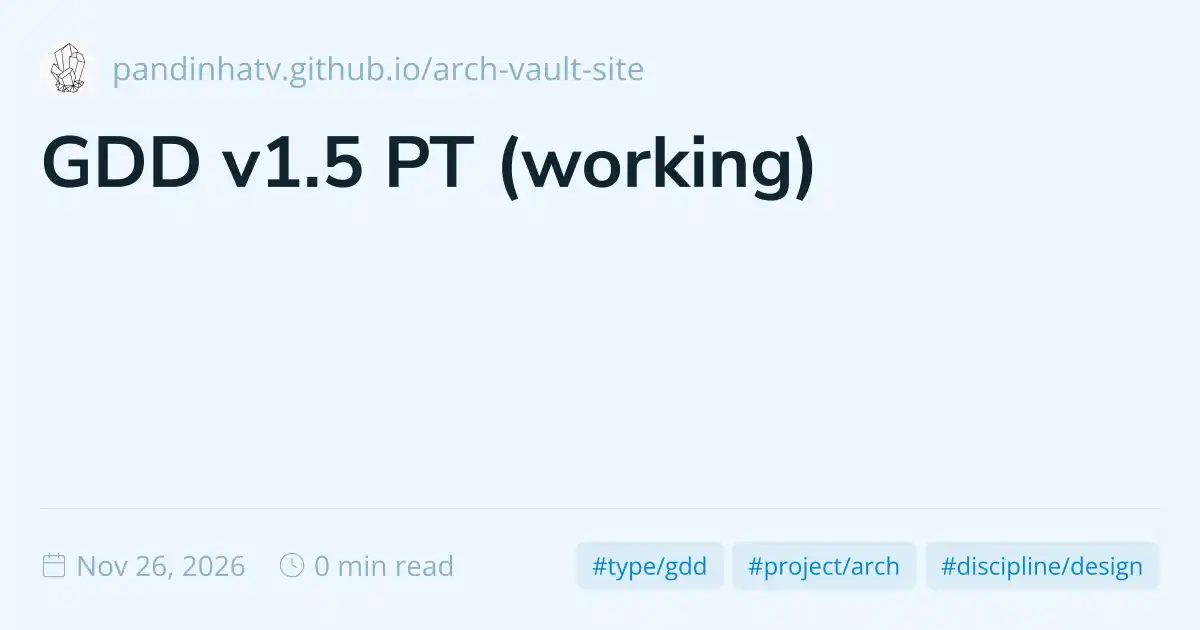 pandinhatv.github.io/arch-vault-site
GDD v1.5 PT (working)
Nov 26, 2026 0 min read #type/gdd #project/arch #discipline/design